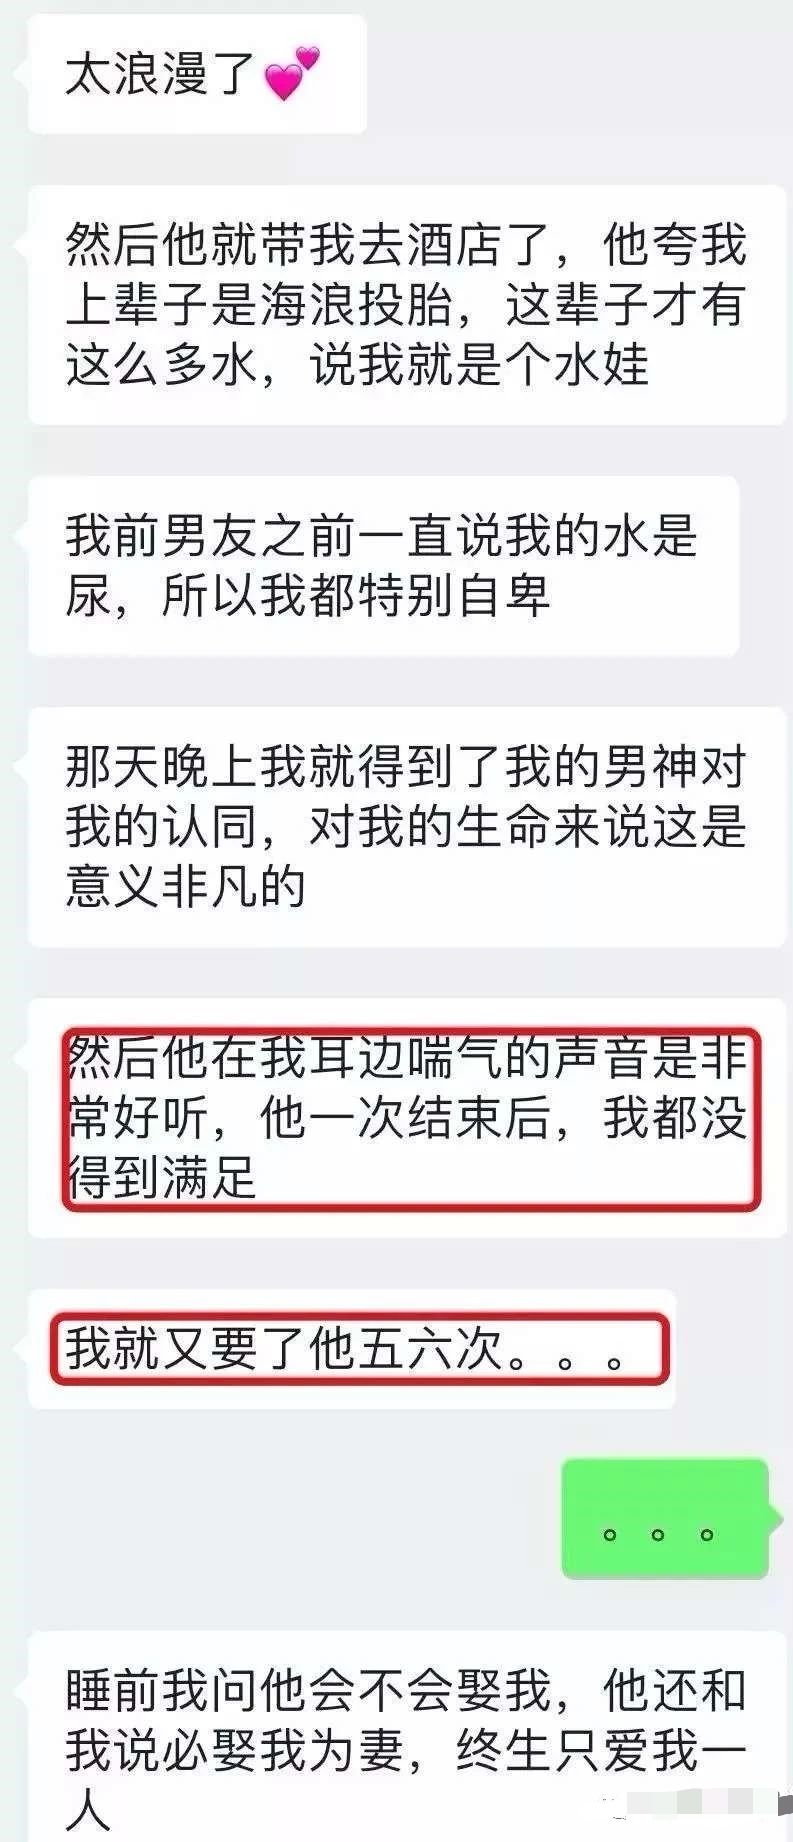 太浪漫了💕
然后他就带我去酒店了，他夸我
上辈子是海浪投胎，这辈子才有
这么多水，说我就是个水娃
我前男友之前一直说我的水是
尿，所以我都特别自卑
那天晚上我就得到了我的男神对
我的认同，对我的生命来说这是
意义非凡的
然后他在我耳边喘气的声音是非
常好听，他一次结束后，我都没
得到满足
我就又要了他五六次。。。
。。。
睡前我问他会不会娶我，他还和
我说必娶我为妻，终生只爱我一
人